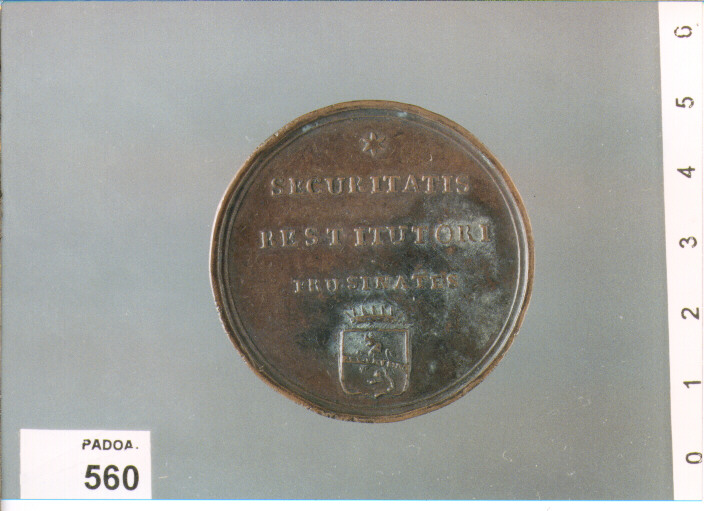 SECURITATIS
RESTITUTORI
FRUSINATES
PADOA.
560
0 1 2 3 4 5 6